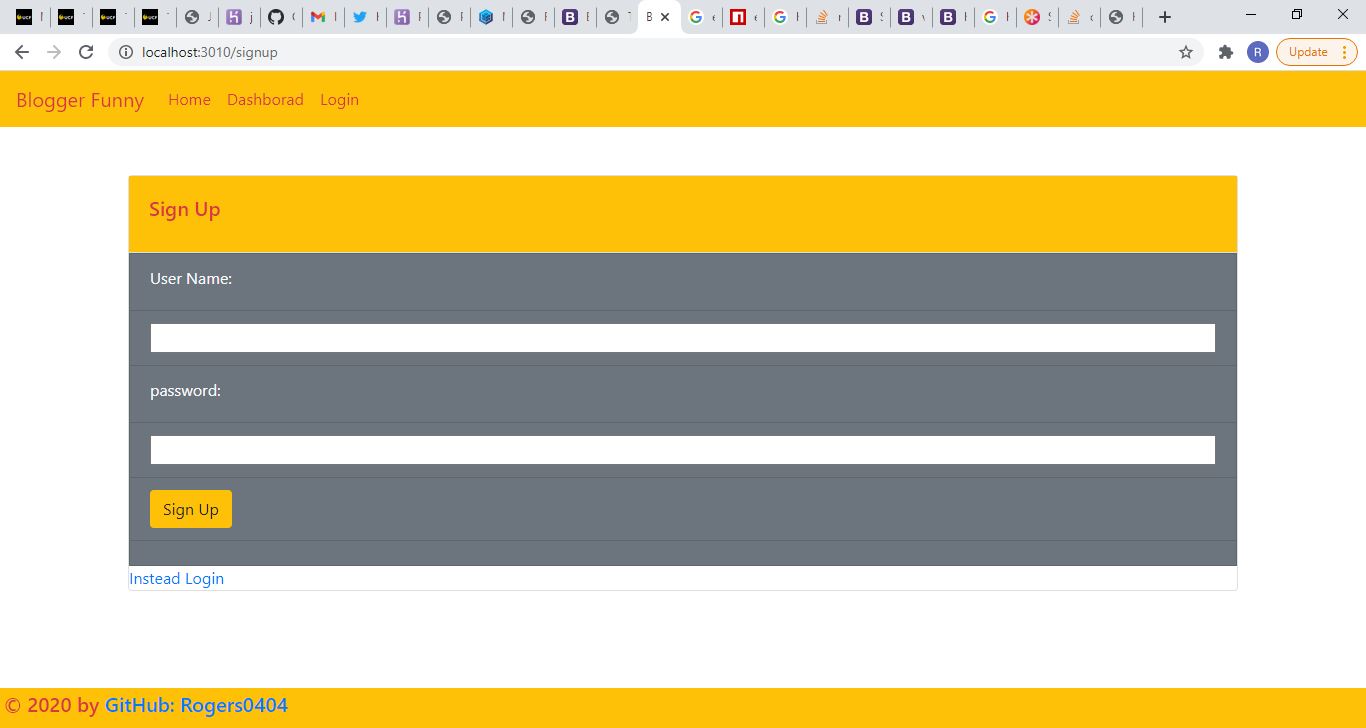 localhost:3010/signup
R
Update
Blogger Funny Home Dashborad Login
Sign Up
User Name:
password:
Sign Up
Instead Login
© 2020 by GitHub: Rogers0404